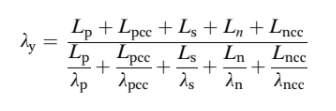 λy = (Lp + Lpcc + Ls + Ln + Lncc) / (Lp/λp + Lpcc/λpcc + Ls/λs + Ln/λn + Lncc/λncc)